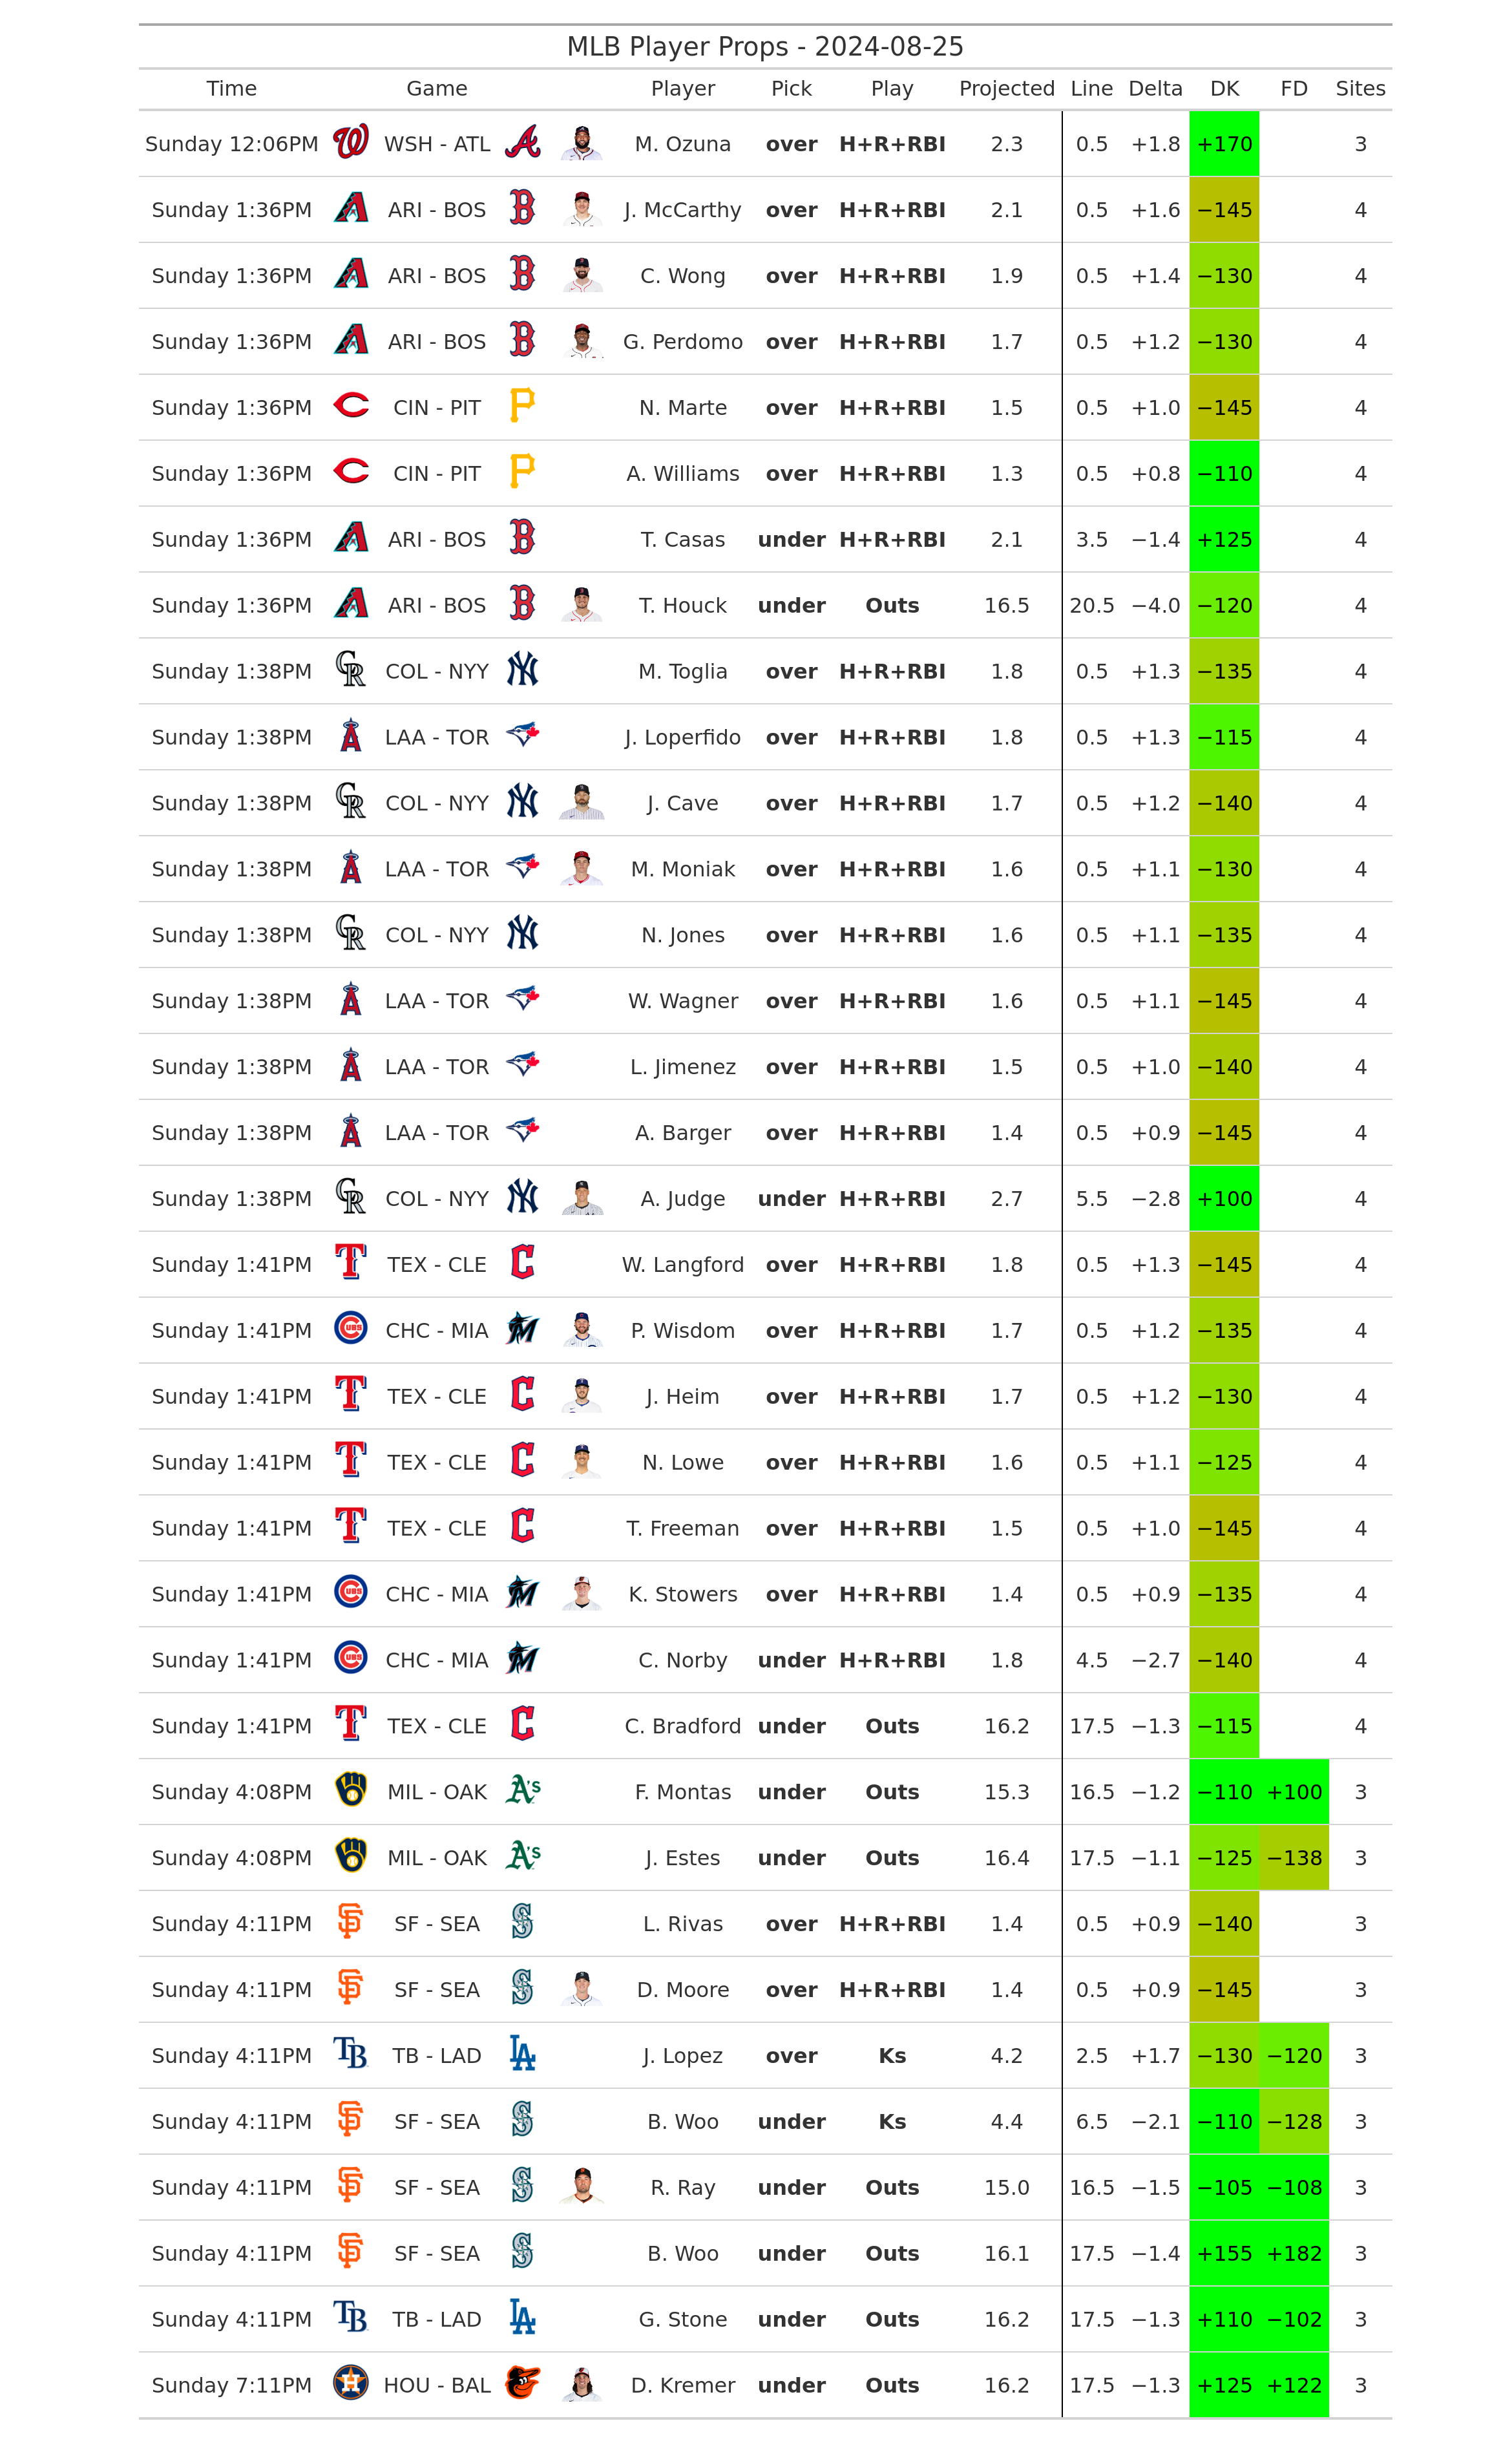 MLB Player Props - 2024-08-25
Time Game Player Pick Play Projected Line Delta DK FD Sites
Sunday 12:06PM WSH - ATL M. Ozuna over H+R+RBI 2.3 0.5 +1.8 +170 3
Sunday 1:36PM ARI - BOS J. McCarthy over H+R+RBI 2.1 0.5 +1.6 −145 4
Sunday 1:36PM ARI - BOS C. Wong over H+R+RBI 1.9 0.5 +1.4 −130 4
Sunday 1:36PM ARI - BOS G. Perdomo over H+R+RBI 1.7 0.5 +1.2 −130 4
Sunday 1:36PM CIN - PIT N. Marte over H+R+RBI 1.5 0.5 +1.0 −145 4
Sunday 1:36PM CIN - PIT A. Williams over H+R+RBI 1.3 0.5 +0.8 −110 4
Sunday 1:36PM ARI - BOS T. Casas under H+R+RBI 2.1 3.5 −1.4 +125 4
Sunday 1:36PM ARI - BOS T. Houck under Outs 16.5 20.5 −4.0 −120 4
Sunday 1:38PM COL - NYY M. Toglia over H+R+RBI 1.8 0.5 +1.3 −135 4
Sunday 1:38PM LAA - TOR J. Loperfido over H+R+RBI 1.8 0.5 +1.3 −115 4
Sunday 1:38PM COL - NYY J. Cave over H+R+RBI 1.7 0.5 +1.2 −140 4
Sunday 1:38PM LAA - TOR M. Moniak over H+R+RBI 1.6 0.5 +1.1 −130 4
Sunday 1:38PM COL - NYY N. Jones over H+R+RBI 1.6 0.5 +1.1 −135 4
Sunday 1:38PM LAA - TOR W. Wagner over H+R+RBI 1.6 0.5 +1.1 −145 4
Sunday 1:38PM LAA - TOR L. Jimenez over H+R+RBI 1.5 0.5 +1.0 −140 4
Sunday 1:38PM LAA - TOR A. Barger over H+R+RBI 1.4 0.5 +0.9 −145 4
Sunday 1:38PM COL - NYY A. Judge under H+R+RBI 2.7 5.5 −2.8 +100 4
Sunday 1:41PM TEX - CLE W. Langford over H+R+RBI 1.8 0.5 +1.3 −145 4
Sunday 1:41PM CHC - MIA P. Wisdom over H+R+RBI 1.7 0.5 +1.2 −135 4
Sunday 1:41PM TEX - CLE J. Heim over H+R+RBI 1.7 0.5 +1.2 −130 4
Sunday 1:41PM TEX - CLE N. Lowe over H+R+RBI 1.6 0.5 +1.1 −125 4
Sunday 1:41PM TEX - CLE T. Freeman over H+R+RBI 1.5 0.5 +1.0 −145 4
Sunday 1:41PM CHC - MIA K. Stowers over H+R+RBI 1.4 0.5 +0.9 −135 4
Sunday 1:41PM CHC - MIA C. Norby under H+R+RBI 1.8 4.5 −2.7 −140 4
Sunday 1:41PM TEX - CLE C. Bradford under Outs 16.2 17.5 −1.3 −115 4
Sunday 4:08PM MIL - OAK F. Montas under Outs 15.3 16.5 −1.2 −110 +100 3
Sunday 4:08PM MIL - OAK J. Estes under Outs 16.4 17.5 −1.1 −125 −138 3
Sunday 4:11PM SF - SEA L. Rivas over H+R+RBI 1.4 0.5 +0.9 −140 3
Sunday 4:11PM SF - SEA D. Moore over H+R+RBI 1.4 0.5 +0.9 −145 3
Sunday 4:11PM TB - LAD J. Lopez over Ks 4.2 2.5 +1.7 −130 −120 3
Sunday 4:11PM SF - SEA B. Woo under Ks 4.4 6.5 −2.1 −110 −128 3
Sunday 4:11PM SF - SEA R. Ray under Outs 15.0 16.5 −1.5 −105 −108 3
Sunday 4:11PM SF - SEA B. Woo under Outs 16.1 17.5 −1.4 +155 +182 3
Sunday 4:11PM TB - LAD G. Stone under Outs 16.2 17.5 −1.3 +110 −102 3
Sunday 7:11PM HOU - BAL D. Kremer under Outs 16.2 17.5 −1.3 +125 +122 3